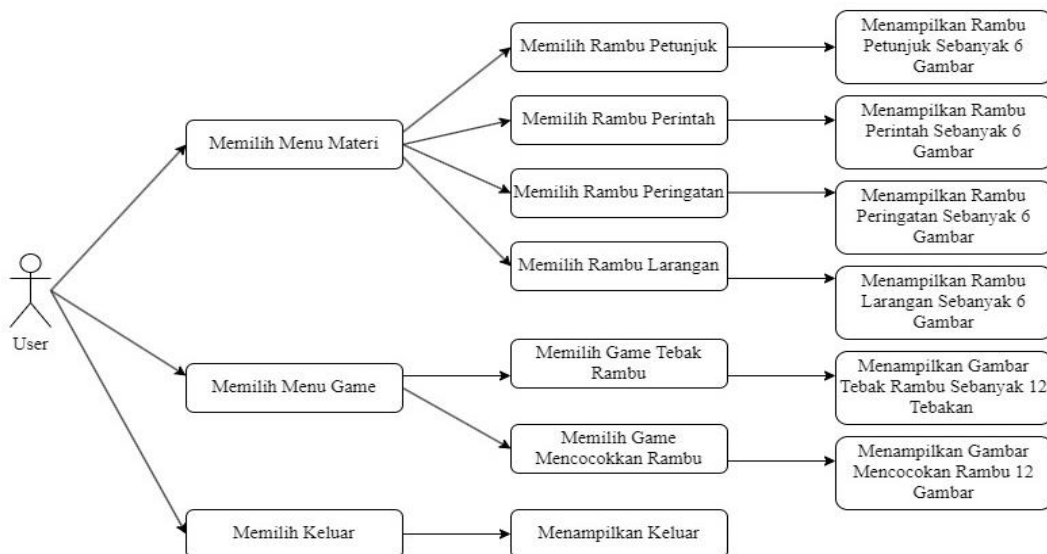 Memilih Rambu Petunjuk
Menampilkan Rambu
Petunjuk Sebanyak 6
Gambar
Memilih Menu Materi
Memilih Rambu Perintah
Menampilkan Rambu
Perintah Sebanyak 6
Gambar
Memilih Rambu Peringatan
Menampilkan Rambu
Peringatan Sebanyak 6
Gambar
Memilih Rambu Larangan
Menampilkan Rambu
Larangan Sebanyak 6
Gambar
User
Memilih Menu Game
Memilih Game Tebak
Rambu
Menampilkan Gambar
Tebak Rambu Sebanyak 12
Tebakan
Memilih Game
Mencocokkan Rambu
Menampilkan Gambar
Mencocokan Rambu 12
Gambar
Memilih Keluar
Menampilkan Keluar